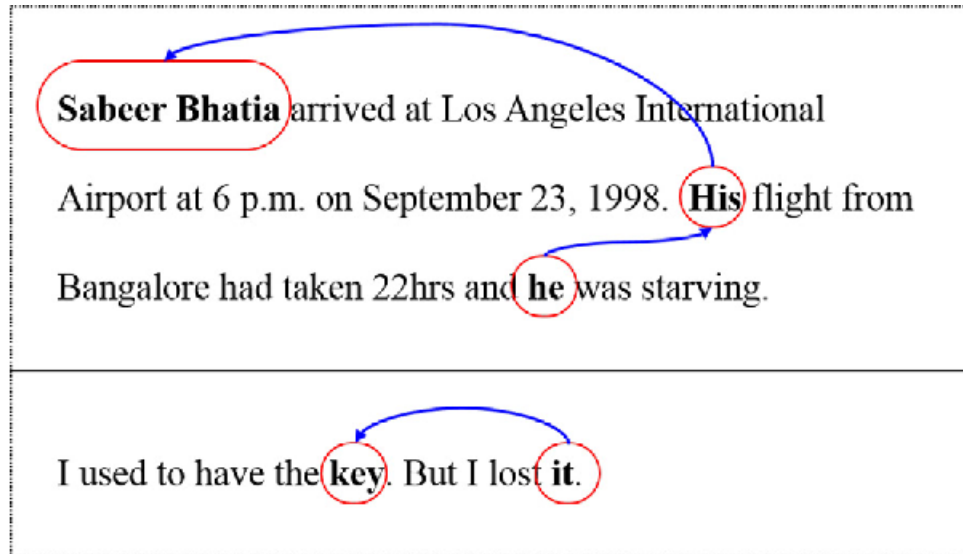 Sabeer Bhatia arrived at Los Angeles International
Airport at 6 p.m. on September 23, 1998. His flight from
Bangalore had taken 22hrs and he was starving.
I used to have the key. But I lost it.